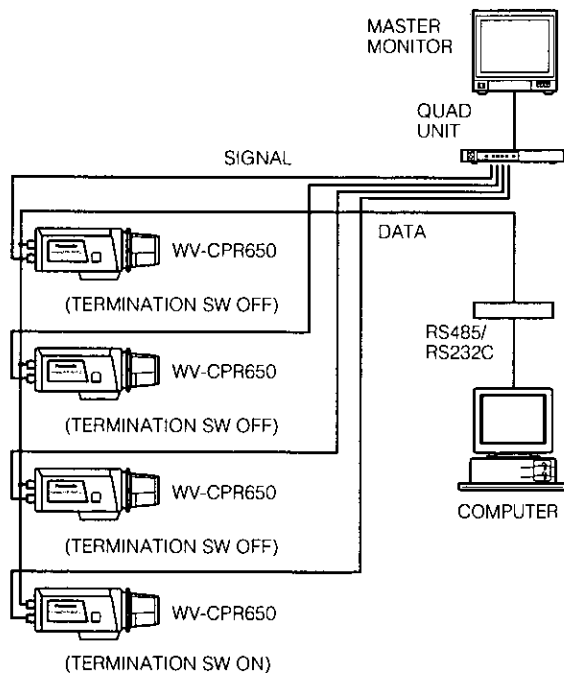 MASTER
MONITOR
QUAD
UNIT
SIGNAL
DATA
WV-CPR650
(TERMINATION SW OFF)
RS485/
RS232C
WV-CPR650
(TERMINATION SW OFF)
WV-CPR650
(TERMINATION SW OFF)
COMPUTER
WV-CPR650
(TERMINATION SW ON)